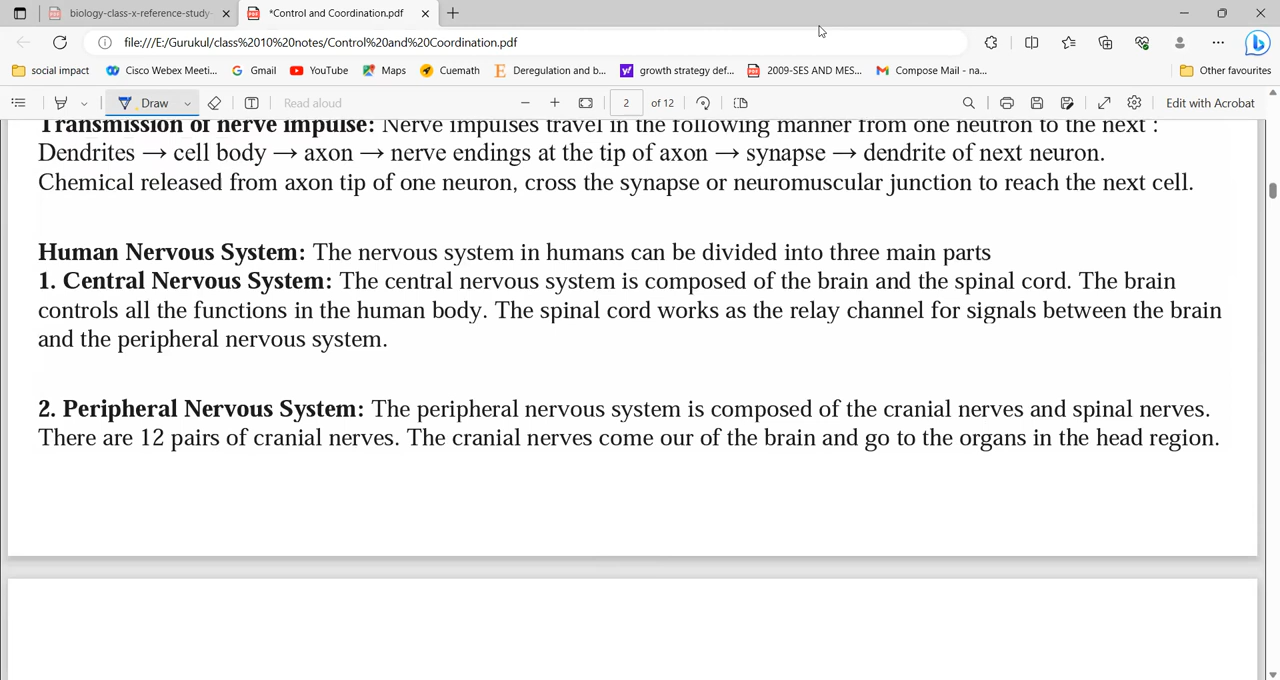 biology-class-x-reference-study
*Control and Coordination.pdf
file:///E:/Gurukul/class%2010%20notes/Control%20and%20Coordination.pdf
social impact
Cisco Webex Meeti...
Gmail
YouTube
Maps
Cuemath
Deregulation and b...
growth strategy def...
2009-SES AND MES...
Compose Mail - na...
Other favourites
Draw
Read aloud
2 of 12
Edit with Acrobat
Transmission of nerve impulse: Nerve impulses travel in the following manner from one neutron to the next :
Dendrites → cell body → axon → nerve endings at the tip of axon → synapse → dendrite of next neuron.
Chemical released from axon tip of one neuron, cross the synapse or neuromuscular junction to reach the next cell.
Human Nervous System: The nervous system in humans can be divided into three main parts
1. Central Nervous System: The central nervous system is composed of the brain and the spinal cord. The brain
controls all the functions in the human body. The spinal cord works as the relay channel for signals between the brain
and the peripheral nervous system.
2. Peripheral Nervous System: The peripheral nervous system is composed of the cranial nerves and spinal nerves.
There are 12 pairs of cranial nerves. The cranial nerves come our of the brain and go to the organs in the head region.